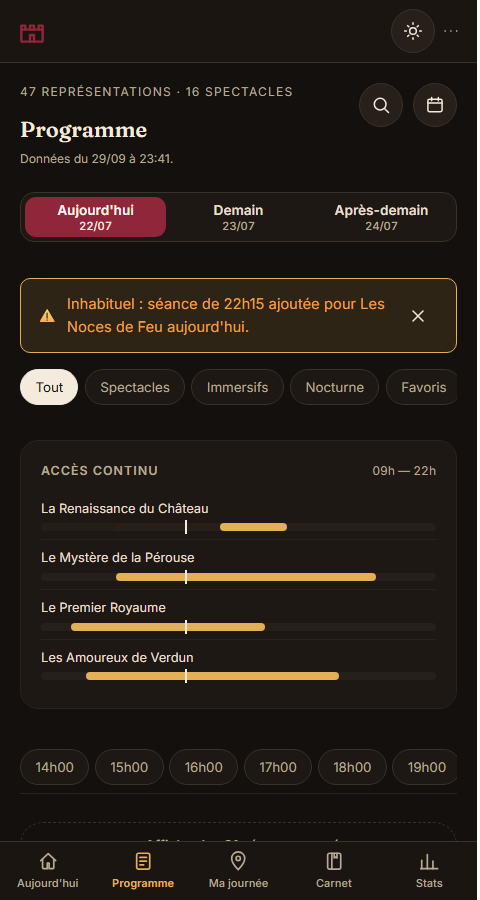 47 REPRÉSENTATIONS · 16 SPECTACLES
Programme
Données du 29/09 à 23:41.
Aujourd'hui
22/07
Demain
23/07
Après-demain
24/07
Inhabituel : séance de 22h15 ajoutée pour Les
Noces de Feu aujourd'hui.
Tout
Spectacles
Immersifs
Nocturne
Favoris
ACCÈS CONTINU
09h — 22h
La Renaissance du Château
Le Mystère de la Pérouse
Le Premier Royaume
Les Amoureux de Verdun
14h00
15h00
16h00
17h00
18h00
19h00
Aujourd'hui
Programme
Ma journée
Carnet
Stats